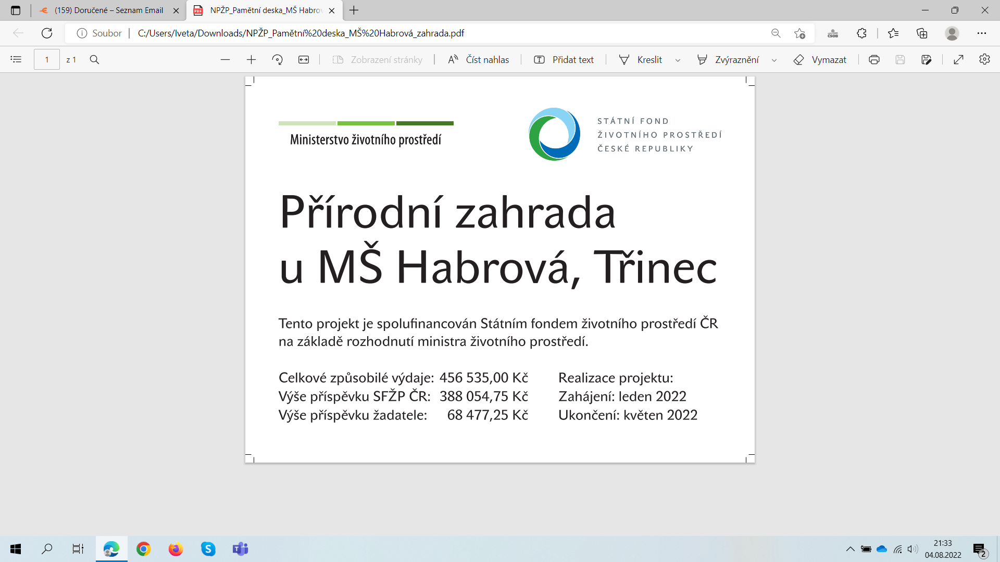 (159) Doručené – Seznam Email
NPŽP_Pamětní deska_MŠ Habro
Soubor
C:/Users/Iveta/Downloads/NPŽP_Pamětní%20deska_MŠ%20Habrová_zahrada.pdf
ČSOB
1
z 1
Zobrazení stránky
Číst nahlas
Přidat text
Kreslit
Zvýraznění
Vymazat
Ministerstvo životního prostředí
STÁTNÍ FOND
ŽIVOTNÍHO PROSTŘEDÍ
ČESKÉ REPUBLIKY
Přírodní zahrada
u MŠ Habrová, Třinec
Tento projekt je spolufinancován Státním fondem životního prostředí ČR
na základě rozhodnutí ministra životního prostředí.
Celkové způsobilé výdaje: 456 535,00 Kč
Výše příspěvku SFŽP ČR: 388 054,75 Kč
Výše příspěvku žadatele: 68 477,25 Kč
Realizace projektu:
Zahájení: leden 2022
Ukončení: květen 2022
21:33
04.08.2022
2